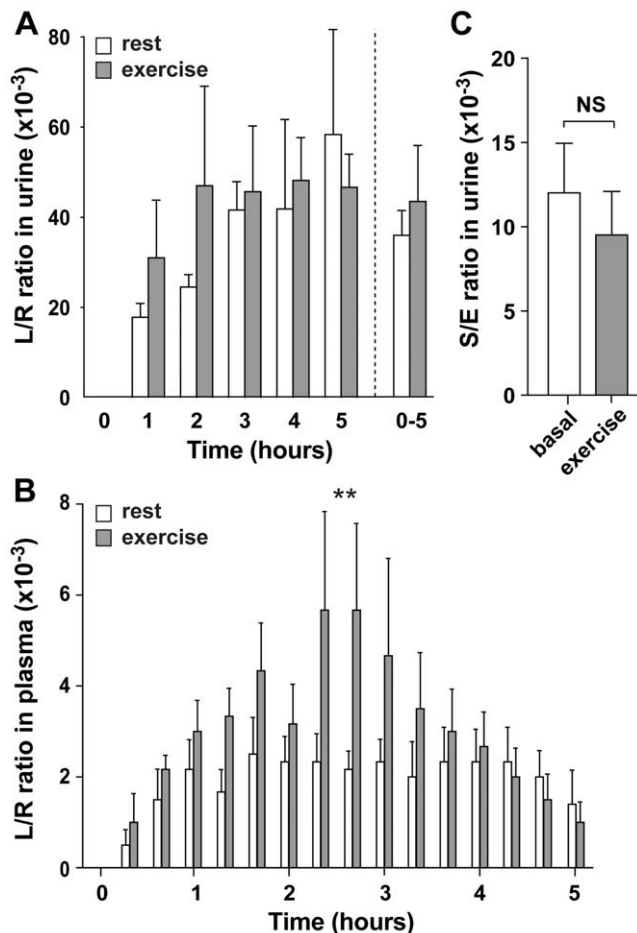 A
rest
exercise
L/R ratio in urine (x10-3)
80
60
40
20
0
0 1 2 3 4 5 0-5
Time (hours)
C
S/E ratio in urine (x10-3)
20
15
10
5
0
NS
basal
exercise
B
rest
exercise
**
L/R ratio in plasma (x10-3)
8
6
4
2
0
0 1 2 3 4 5
Time (hours)